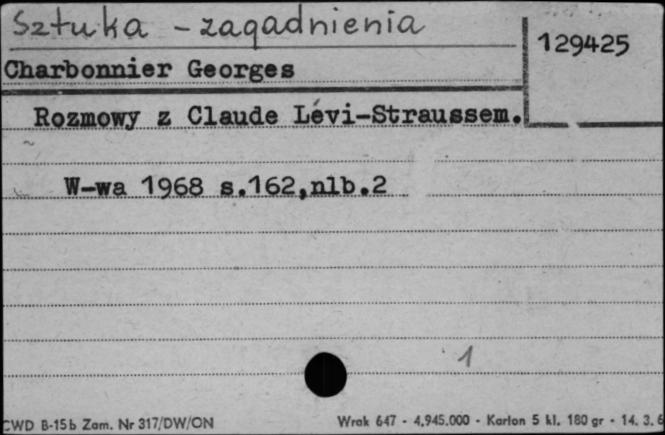 Sztuka - zagadnienia
129425
Charbonnier Georges
Rozmowy z Claude Lévi-Straussem.
W-wa 1968 s.162,nlb.2
1
CWD B-15b Zam. Nr 317/DW/ON Wrak 647 - 4.945.000 - Karton 5 kl. 180 gr - 14. 3. 6